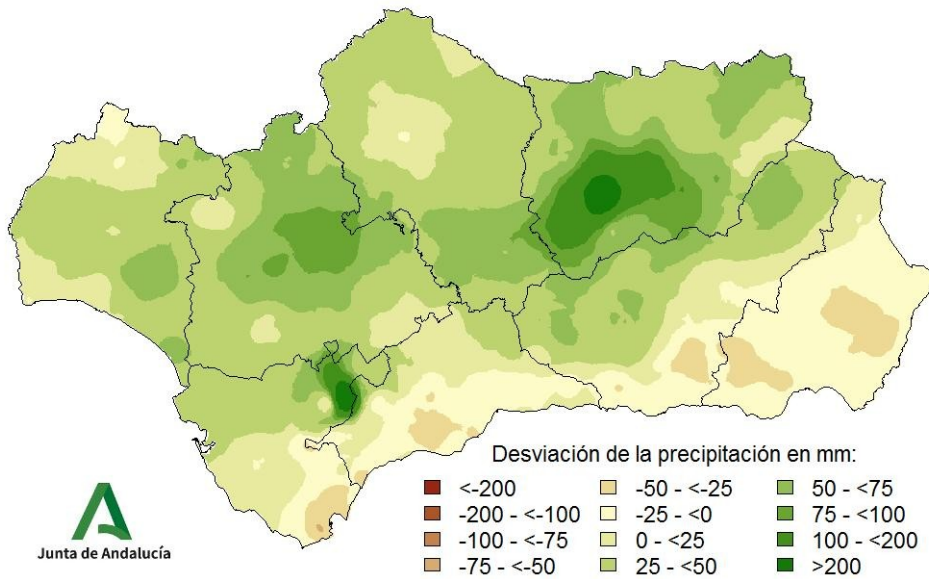 Desviación de la precipitación en mm:
<-200
-200 - <-100
-100 - <-75
-75 - <-50
-50 - <-25
-25 - <0
0 - <25
25 - <50
50 - <75
75 - <100
100 - <200
>200
Junta de Andalucía